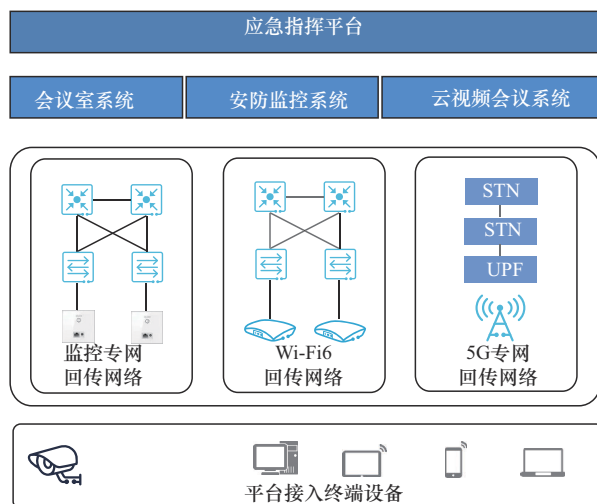 应急指挥平台
会议室系统
安防监控系统
云视频会议系统
STN
STN
UPF
监控专网
回传网络
Wi-Fi6
回传网络
5G专网
回传网络
平台接入终端设备